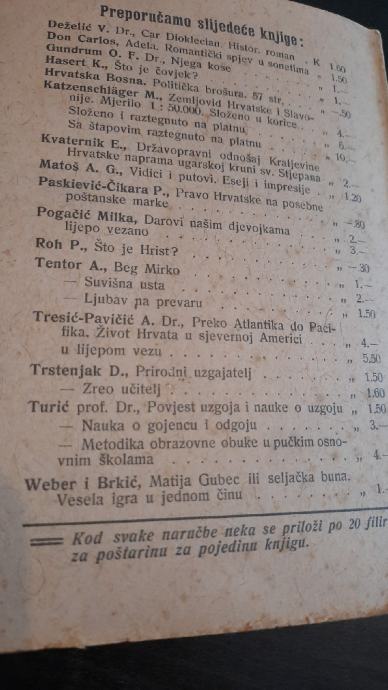 Preporučamo slijedeće knjige:
Deželić V. Dr., Car Dioklecian. Histor. roman , K 1.60
Don Carlos, Adela. Romantički spjev u sonetima „ 1.50
Gundrum O. F. Dr., Njega kose . . . . . „ 1.—
Hasert K., Što je čovjek? . . . . . „ 1.—
Hrvatska Bosna. Politička brošura. 57 str. . „ —.50
Katzenschläger M., Zemljovid Hrvatske i Slavo-
nije. Mjerilo 1 : 50.000. Složeno u korice . „ 4.—
Složeno i raztegnuto na platnu . . . „ 6.—
Sa štapovim raztegnuto na platnu . . . „ 10.—
Kvaternik E., Državopravni odnošaj Kraljevine
Hrvatske naprama ugarskoj kruni sv. Stjepana „ 2.—
Matoš A. G., Vidici i putovi. Eseji i impresije „ 1.20
Paskievič-Čikara P., Pravo Hrvatske na posebne
poštanske marke . . . . . „ —.80
Pogačić Milka, Darovi našim djevojkama „ 2.—
lijepo vezano . . . . . „ 3.—
Roh P., Što je Hrist? . . . . . „ —30
Tentor A., Beg Mirko . . . . . „ 1.—
— Suvišna usta . . . . . „ 2.—
— Ljubav na prevaru . . . . . „ 1.50
Tresić-Pavičić A. Dr., Preko Atlantika do Paci-
fika. Život Hrvata u sjevernoj Americi . „ 4.—
u lijepom vezu . . . . . „ 5.50
Trstenjak D., Prirodni uzgajatelj . . . „ 1.50
— Zreo učitelj . . . . . „ 1.60
Turić prof. Dr., Povjest uzgoja i nauke o uzgoju „ 1.50
— Nauka o gojencu i odgoju . . . . „ 3.—
— Metodika obrazovne obuke u pučkim osno-
vnim školama . . . . . „ 4.—
Weber i Brkić, Matija Gubec ili seljačka buna.
Vesela igra u jednom činu . . . . „ 1.—
Kod svake naručbe neka se priloži po 20 filir
za poštarinu za pojedinu knjigu.